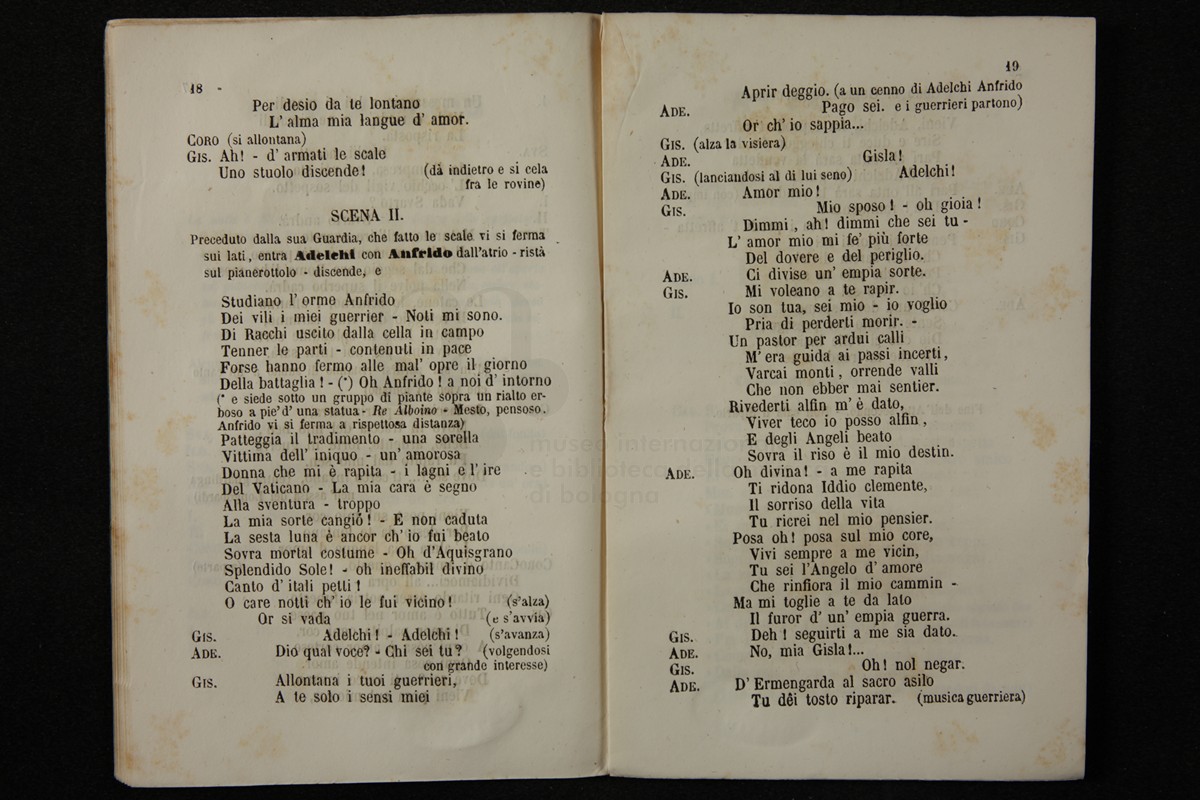 18
Per desio da te lontano
L' alma mia langue d' amor.
CORO (si allontana)
GIS. Ah! - d' armati le scale
Uno stuolo discende! (dà indietro e si cela
fra le rovine)
SCENA II.
Preceduto dalla sua Guardia, che fatto le scale vi si ferma
sui lati, entra Adelchi con Anfrido dall'atrio - ristà
sul pianerottolo - discende, e
Studiano l' orme Anfrido
Dei vili i miei guerrier - Noti mi sono.
Di Racchi uscito dalla cella in campo
Tenner le parti - contenuti in pace
Forse hanno fermo alle mal' opre il giorno
Della battaglia! - (*) Oh Anfrido! a noi d' intorno
(* e siede sotto un gruppo di piante sopra un rialto er-
boso a pie' d' una statua - Re Alboino - Mesto, pensoso.
Anfrido vi si ferma a rispettosa distanza)
Patteggia il tradimento - una sorella
Vittima dell' iniquo - un' amorosa
Donna che mi è rapita - i lagni e l' ire
Del Vaticano - La mia cara è segno
Alla sventura - troppo
La mia sorte cangiò! - E non caduta
La sesta luna è ancor ch' io fui beato
Sovra mortal costume - Oh d'Aquisgrano
Splendido Sole! - oh ineffabil divino
Canto d' itali petti!
O care notti ch' io le fui vicino! (s'alza)
Or si vada (e s'avvia)
GIS. Adelchi! - Adelchi! (s'avanza)
ADE. Dio qual voce? - Chi sei tu? (volgendosi
con grande interesse)
GIS. Allontana i tuoi guerrieri,
A te solo i sensi miei
19
Aprir deggio. (a un cenno di Adelchi Anfrido
ADE. Pago sei. e i guerrieri partono)
Or ch' io sappia...
GIS. (alza la visiera)
ADE. Gisla!
GIS. (lanciandosi al di lui seno) Adelchi!
ADE. Amor mio!
GIS. Mio sposo! - oh gioia!
Dimmi, ah! dimmi che sei tu -
L' amor mio mi fe' più forte
Del dovere e del periglio.
ADE. Ci divise un' empia sorte.
GIS. Mi voleano a te rapir.
Io son tua, sei mio - io voglio
Pria di perderti morir. -
Un pastor per ardui calli
M' era guida ai passi incerti,
Varcai monti, orrende valli
Che non ebber mai sentier.
Rivederti alfin m' è dato,
Viver teco io posso alfin,
E degli Angeli beato
Sovra il riso è il mio destin.
ADE. Oh divina! - a me rapita
Ti ridona Iddio clemente,
Il sorriso della vita
Tu ricrei nel mio pensier.
Posa oh! posa sul mio core,
Vivi sempre a me vicin,
Tu sei l'Angelo d' amore
Che rinfiora il mio cammin -
Ma mi toglie a te da lato
Il furor d' un' empia guerra.
GIS. Deh! seguirti a me sia dato.
ADE. No, mia Gisla!...
GIS. Oh! nol negar.
ADE. D' Ermengarda al sacro asilo
Tu dêi tosto riparar. (musica guerriera)
museo internazio
e biblioteca della
di bologna